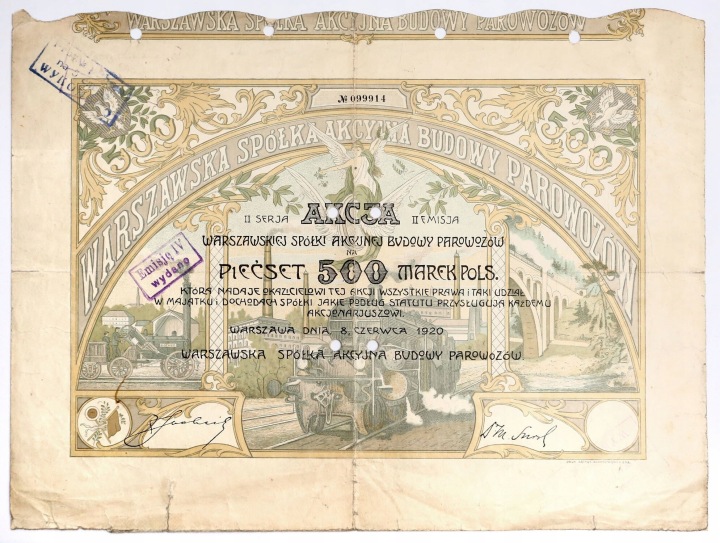 WARSZAWSKA SPÓŁKA AKCYJNA BUDOWY PAROWOZÓW
№ 099914
500
500
WARSZAWSKA SPÓŁKA AKCYJNA BUDOWY PAROWOZÓW
II SERJA AKCJA II EMISJA
WARSZAWSKIEJ SPÓŁKI AKCYJNEJ BUDOWY PAROWOZÓW
NA
PIĘĆSET 500 MAREK POLS.
KTÓRA NADAJE OKAZICIELOWI TEJ AKCJI WSZYSTKIE PRAWA I TAKI UDZIAŁ
W MAJĄTKU I DOCHODACH SPÓŁKI JAKIE PODŁUG STATUTU PRZYSŁUGUJĄ KAŻDEMU
AKCJONARJUSZOWI.
WARSZAWA DNIA, 8, CZERWCA 1920
WARSZAWSKA SPÓŁKA AKCYJNA BUDOWY PAROWOZÓW.
Emisję IV
wydano